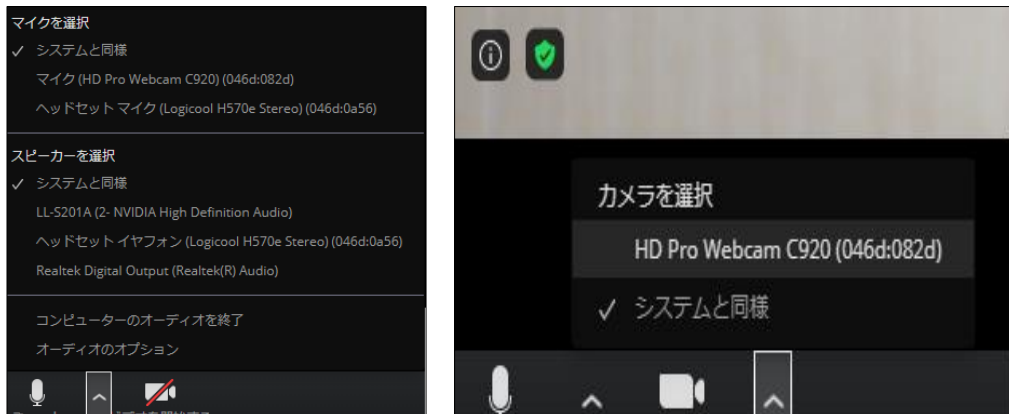 マイクを選択
✓ システムと同様
マイク (HD Pro Webcam C920) (046d:082d)
ヘッドセット マイク (Logicool H570e Stereo) (046d:0a56)
スピーカーを選択
✓ システムと同様
LL-S201A (2- NVIDIA High Definition Audio)
ヘッドセット イヤフォン (Logicool H570e Stereo) (046d:0a56)
Realtek Digital Output (Realtek(R) Audio)
コンピューターのオーディオを終了
オーディオのオプション
カメラを選択
HD Pro Webcam C920 (046d:082d)
✓ システムと同様